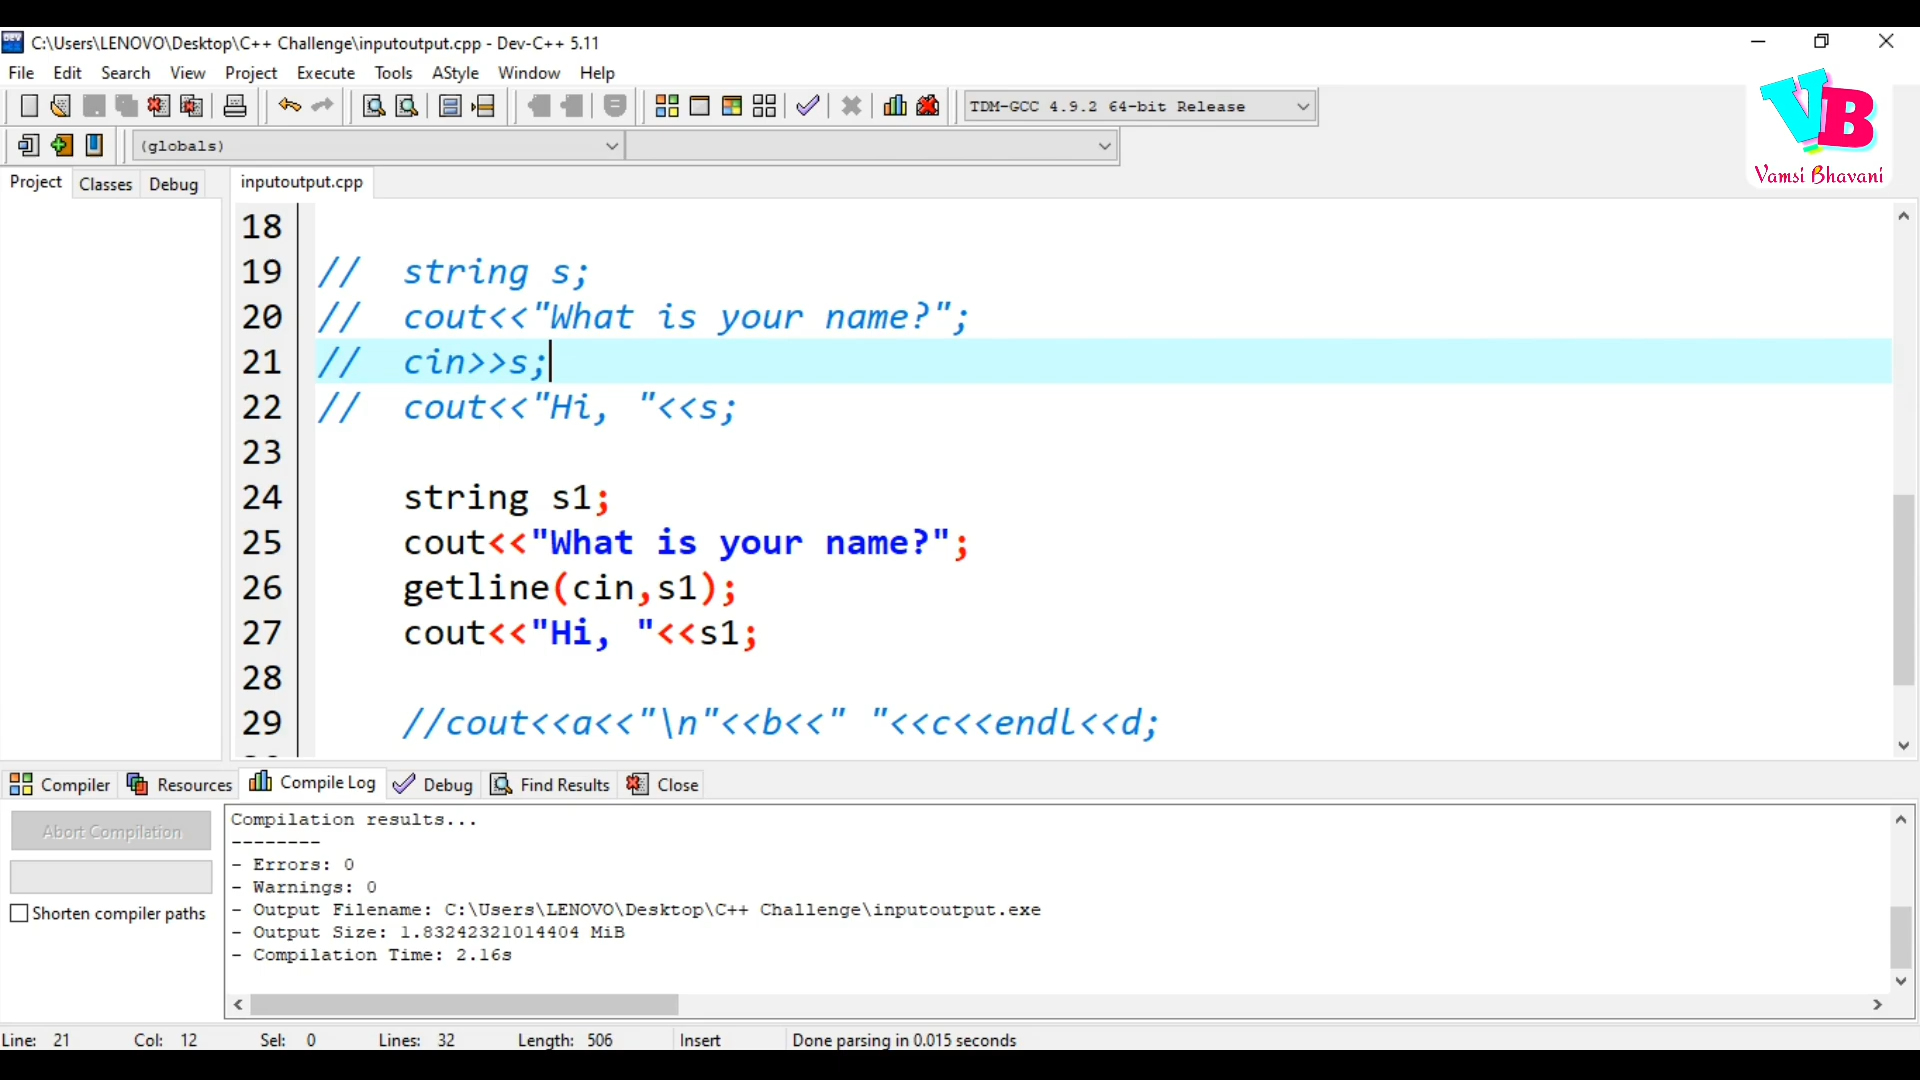 C:\Users\LENOVO\Desktop\C++ Challenge\inputoutput.cpp - Dev-C++ 5.11
File Edit Search View Project Execute Tools AStyle Window Help
TDM-GCC 4.9.2 64-bit Release
(globals)
VB
Vamsi Bhavani
Project Classes Debug inputoutput.cpp
18
19 // string s;
20 // cout<<"What is your name?";
21 // cin>>s;
22 // cout<<"Hi, "<<s;
23
24 string s1;
25 cout<<"What is your name?";
26 getline(cin,s1);
27 cout<<"Hi, "<<s1;
28
29 //cout<<a<<"\n"<<b<<" "<<c<<endl<<d;
Compiler Resources Compile Log Debug Find Results Close
Abort Compilation
Shorten compiler paths
Compilation results...
--------
- Errors: 0
- Warnings: 0
- Output Filename: C:\Users\LENOVO\Desktop\C++ Challenge\inputoutput.exe
- Output Size: 1.83242321014404 MiB
- Compilation Time: 2.16s
Line: 21 Col: 12 Sel: 0 Lines: 32 Length: 506 Insert Done parsing in 0.015 seconds